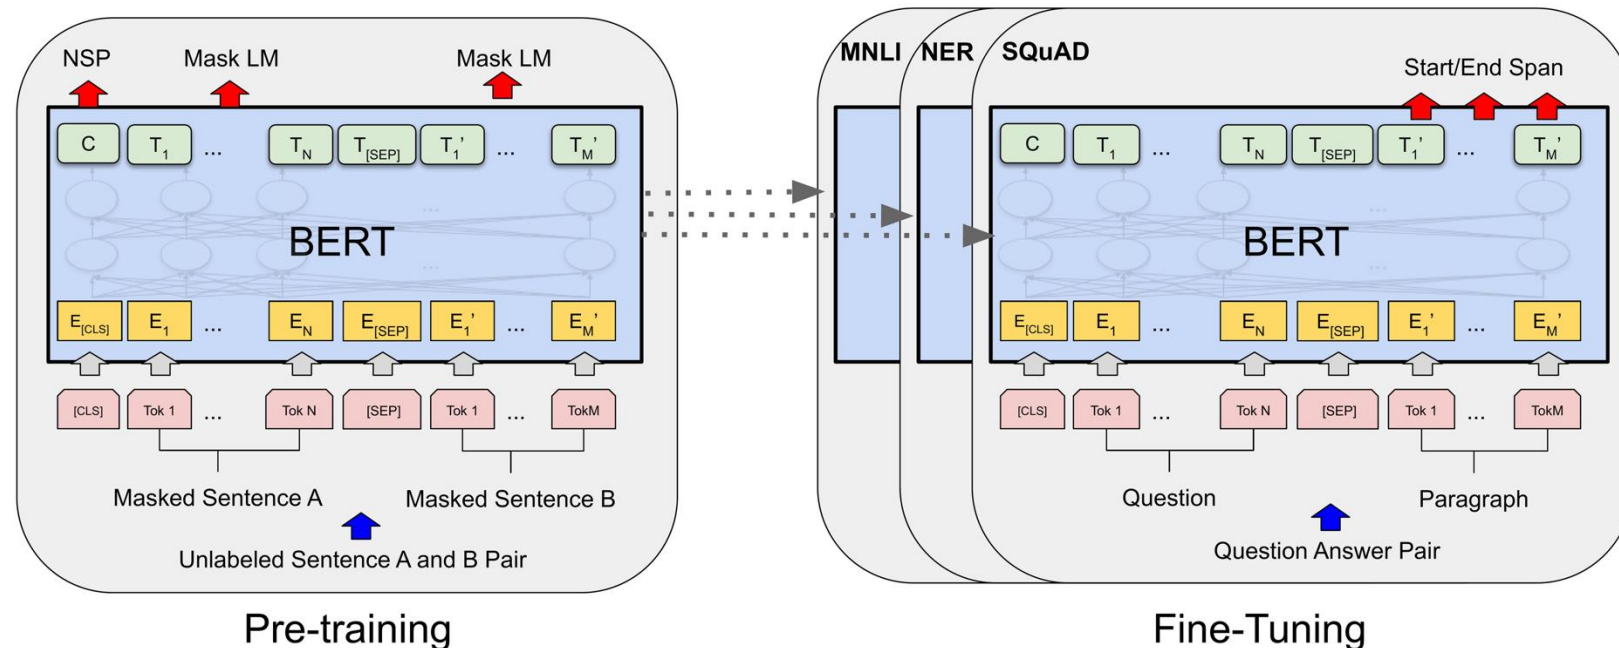 NSP Mask LM Mask LM
C T1 ... TN T[SEP] T1’ ... TM’
...
BERT
...
E[CLS] E1 ... EN E[SEP] E1’ ... EM’
[CLS] Tok 1 ... Tok N [SEP] Tok 1 ... TokM
Masked Sentence A Masked Sentence B
Unlabeled Sentence A and B Pair
Pre-training
MNLI NER SQuAD
Start/End Span
C T1 ... TN T[SEP] T1’ ... TM’
...
BERT
...
E[CLS] E1 ... EN E[SEP] E1’ ... EM’
[CLS] Tok 1 ... Tok N [SEP] Tok 1 ... TokM
Question Paragraph
Question Answer Pair
Fine-Tuning